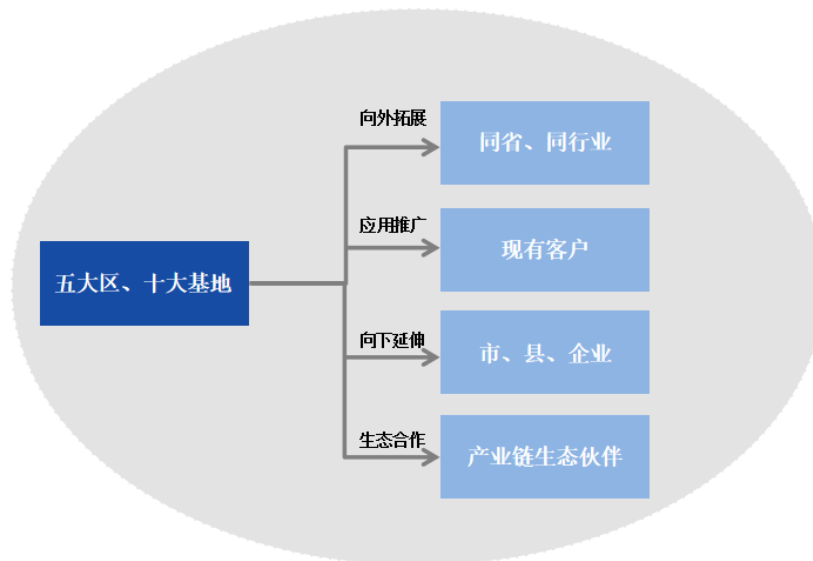 向外拓展
同省、同行业
应用推广
现有客户
五大区、十大基地
向下延伸
市、县、企业
生态合作
产业链生态伙伴